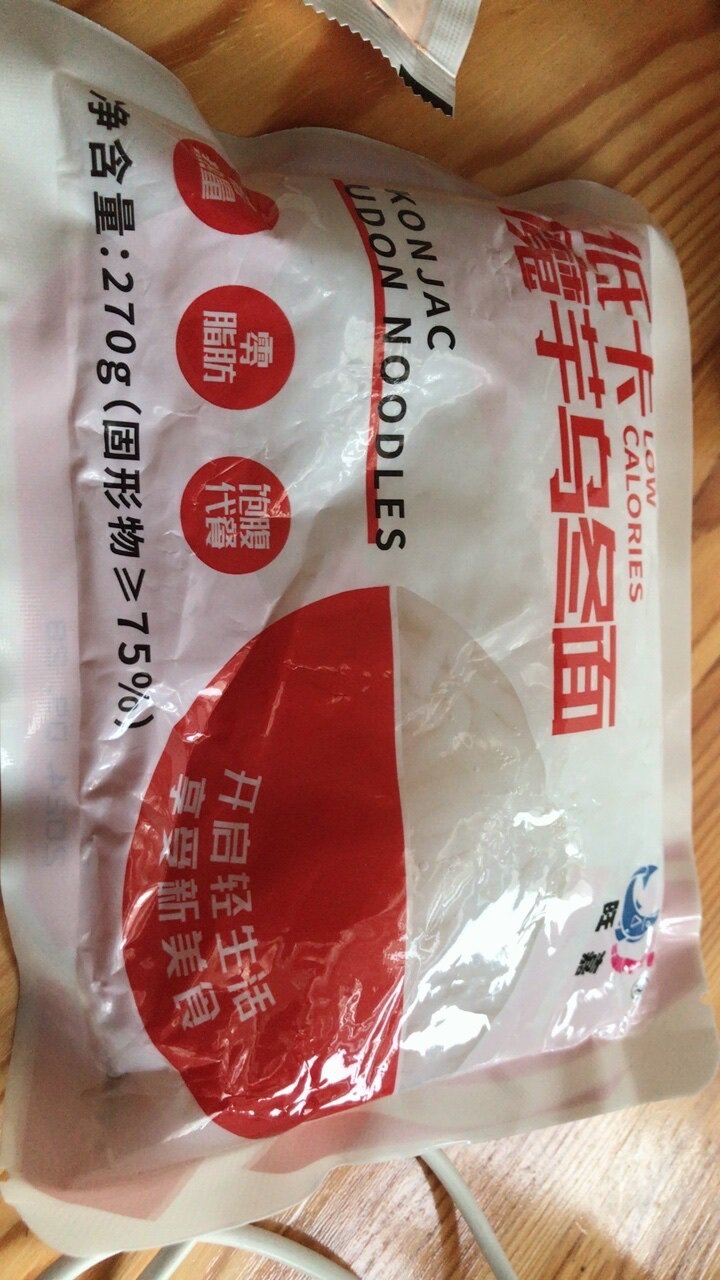 旺嘉
低卡
LOW
CALORIES
魔芋乌冬面
KONJAC
UDON NOODLES
零
脂肪
饱腹
代餐
开启轻生活
享受新美食
净含量:270g(固形物≥75%)